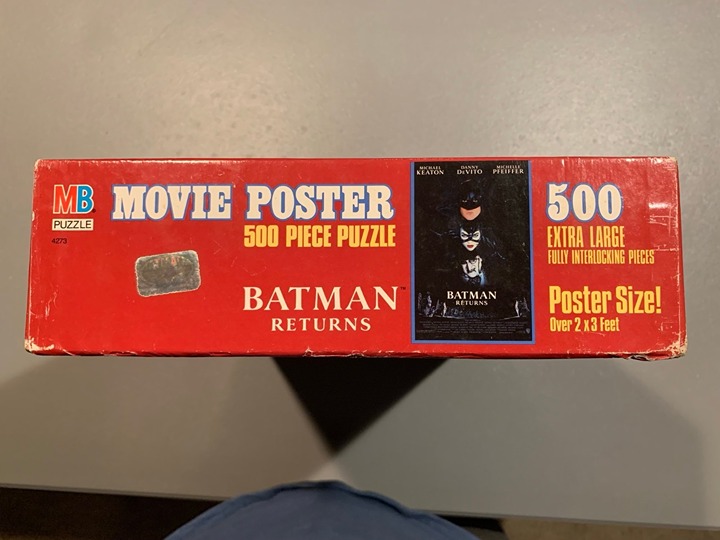 MB
PUZZLE
4273
MOVIE POSTER
500 PIECE PUZZLE
BATMAN™
RETURNS
MICHAEL KEATON
DANNY DEVITO
MICHELLE PFEIFFER
BATMAN
RETURNS
500
EXTRA LARGE
FULLY INTERLOCKING PIECES
Poster Size!
Over 2 x 3 Feet